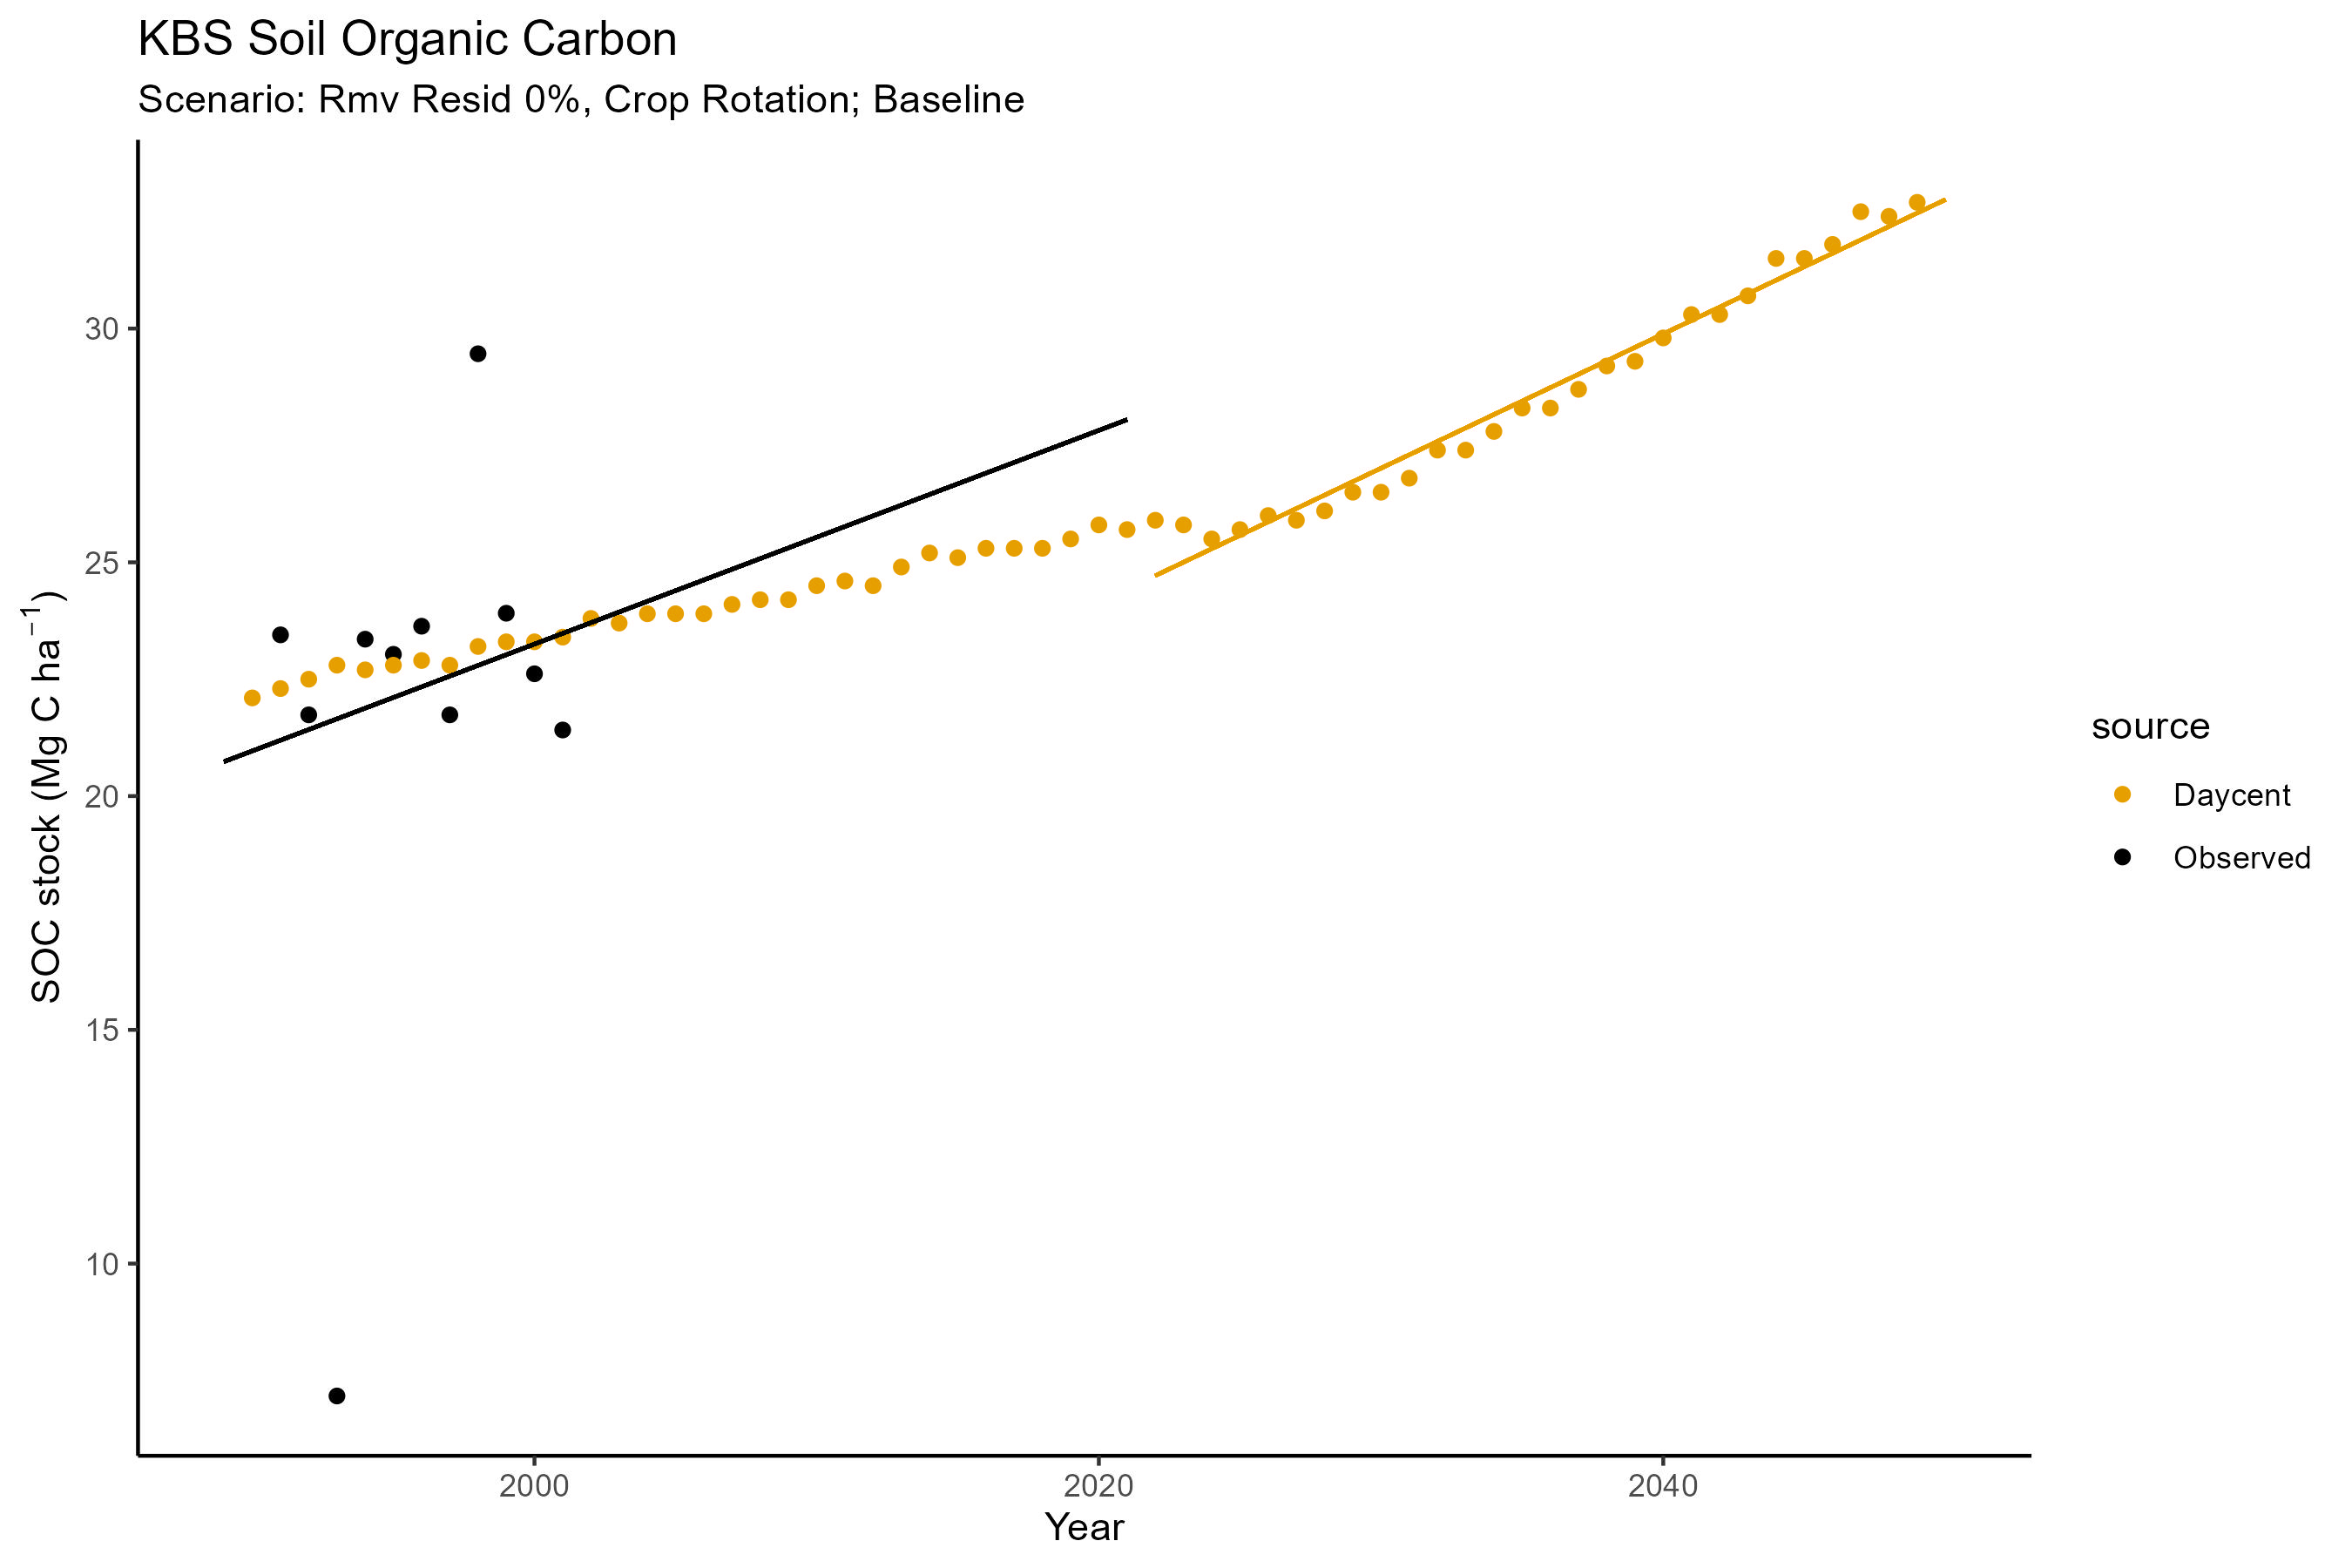 KBS Soil Organic Carbon
Scenario: Rmv Resid 0%, Crop Rotation; Baseline
SOC stock (Mg C ha⁻¹)
30
25
20
15
10
2000
2020
2040
Year
source
Daycent
Observed